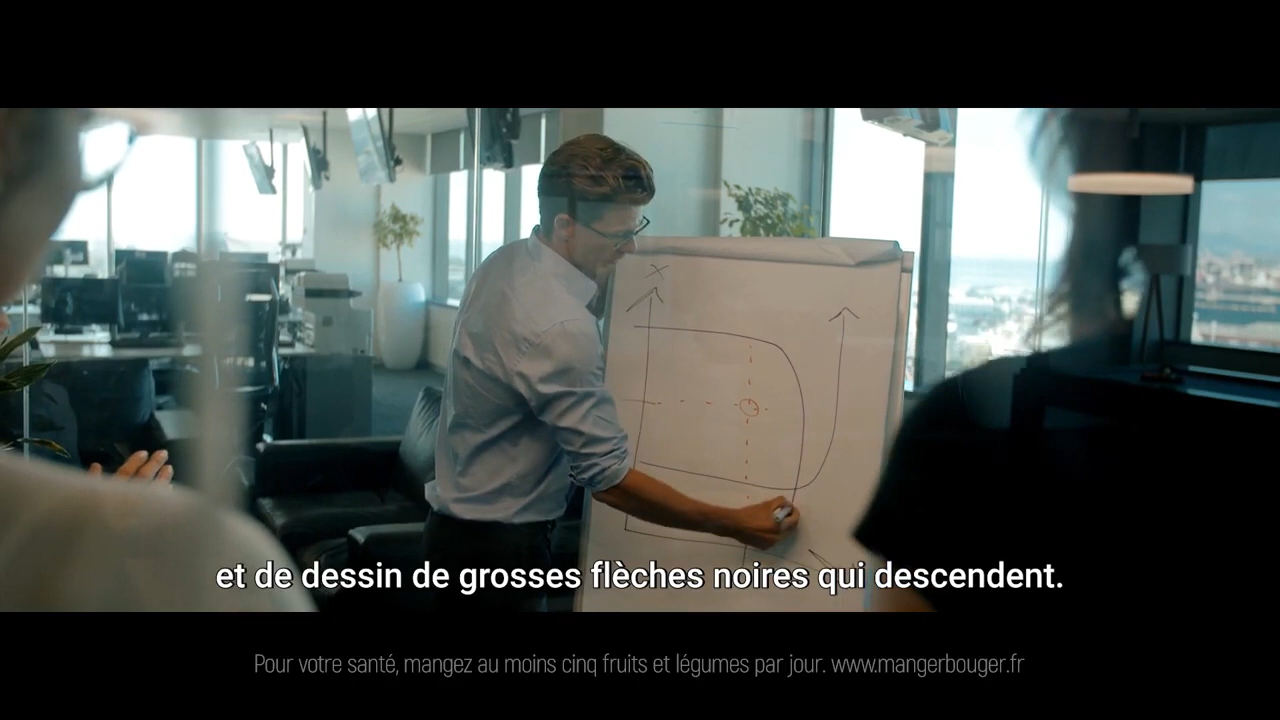 x
et de dessin de grosses flèches noires qui descendent.
Pour votre santé, mangez au moins cinq fruits et légumes par jour. www.mangerbouger.fr